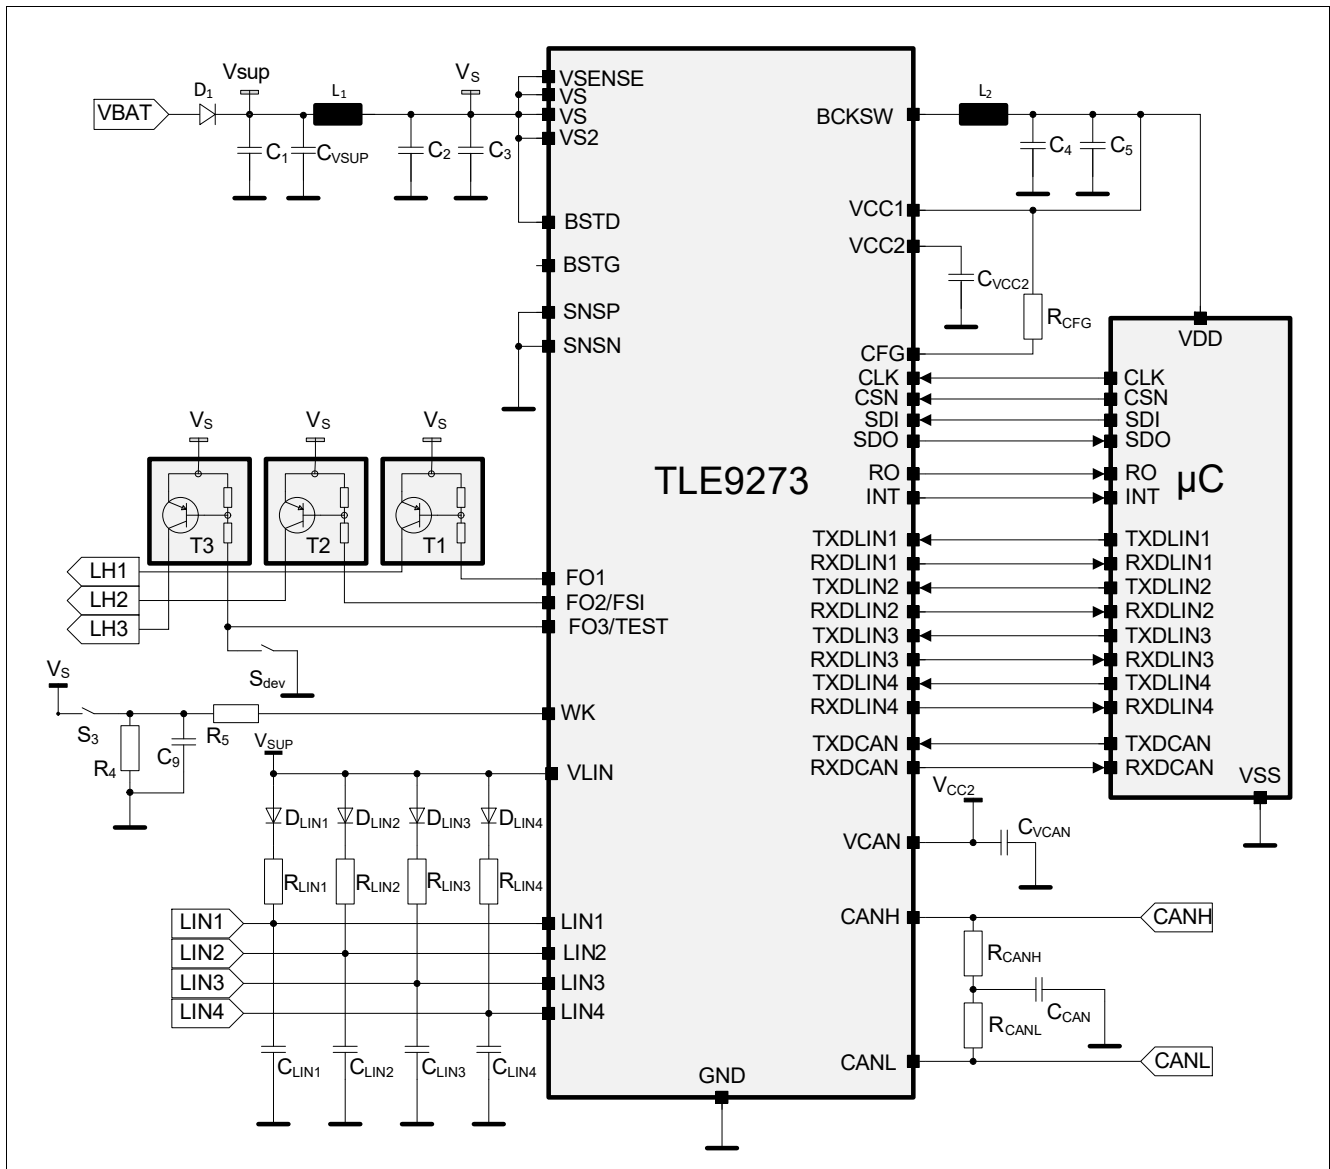 Vsup
VS
D1
VBAT
L1
C1
CVSUP
C2
C3
VSENSE
VS
VS
VS2
BSTD
BSTG
SNSP
SNSN
BCKSW
L2
C4
C5
VCC1
VCC2
CVCC2
RCFG
CFG
CLK
CSN
SDI
SDO
RO
INT
TXDLIN1
RXDLIN1
TXDLIN2
RXDLIN2
TXDLIN3
RXDLIN3
TXDLIN4
RXDLIN4
TXDCAN
RXDCAN
TLE9273
VDD
CLK
CSN
SDI
SDO
RO
INT
µC
TXDLIN1
RXDLIN1
TXDLIN2
RXDLIN2
TXDLIN3
RXDLIN3
TXDLIN4
RXDLIN4
TXDCAN
RXDCAN
VSS
VS
VS
VS
T3
T2
T1
LH1
LH2
LH3
FO1
FO2/FSI
FO3/TEST
Sdev
VS
S3
R4
C9
R5
WK
VSUP
VLIN
DLIN1
DLIN2
DLIN3
DLIN4
RLIN1
RLIN2
RLIN3
RLIN4
LIN1
LIN2
LIN3
LIN4
LIN1
LIN2
LIN3
LIN4
CLIN1
CLIN2
CLIN3
CLIN4
GND
VCC2
CVCAN
VCAN
CANH
CANH
RCANH
CCAN
RCANL
CANL
CANL